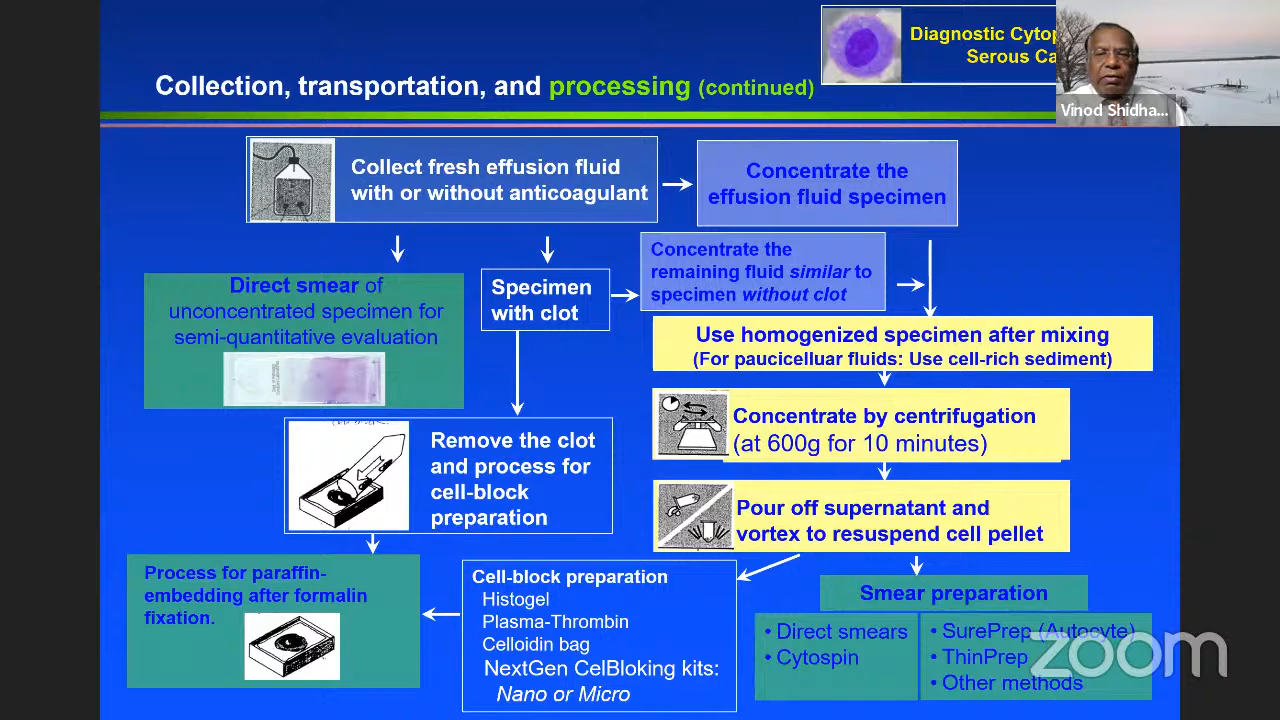 Diagnostic Cytop
Serous Ca
Vinod Shidha...
Collection, transportation, and processing (continued)
Collect fresh effusion fluid
with or without anticoagulant
Concentrate the
effusion fluid specimen
Concentrate the
remaining fluid similar to
specimen without clot
Direct smear of
unconcentrated specimen for
semi-quantitative evaluation
Specimen
with clot
Use homogenized specimen after mixing
(For paucicelluar fluids: Use cell-rich sediment)
Concentrate by centrifugation
(at 600g for 10 minutes)
Remove the clot
and process for
cell-block
preparation
Pour off supernatant and
vortex to resuspend cell pellet
Process for paraffin-
embedding after formalin
fixation.
Cell-block preparation
Histogel
Plasma-Thrombin
Celloidin bag
NextGen CelBloking kits:
Nano or Micro
Smear preparation
• Direct smears
• Cytospin
• SurePrep (Autocyte)
• ThinPrep
• Other methods
zoom